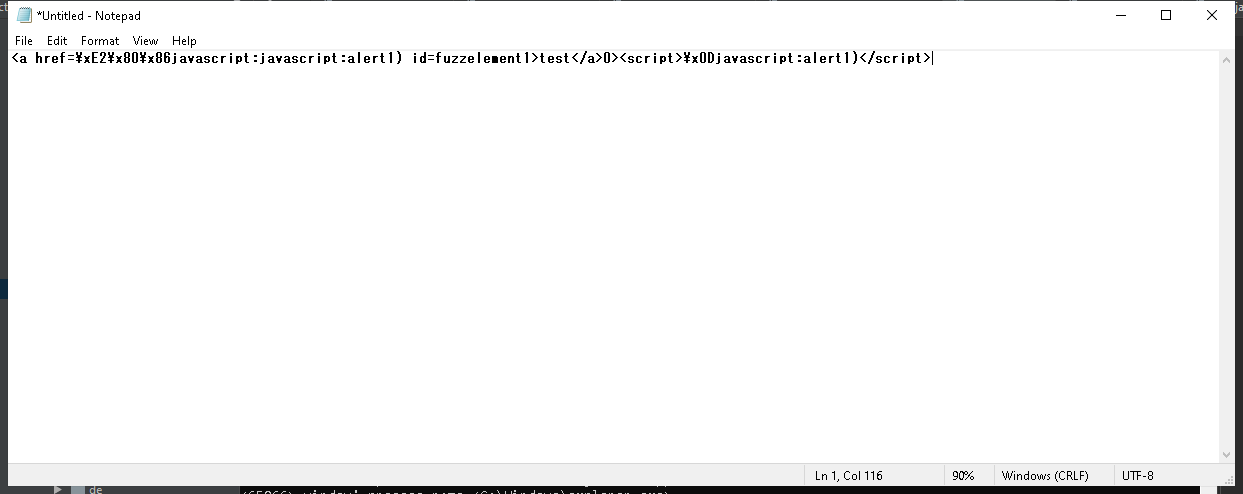 *Untitled - Notepad
File Edit Format View Help
<a href=¥xE2¥x80¥x86javascript:javascript:alert1) id=fuzzelement1>test</a>0><script>¥x0Djavascript:alert1)</script>
Ln 1, Col 116 90% Windows (CRLF) UTF-8
de